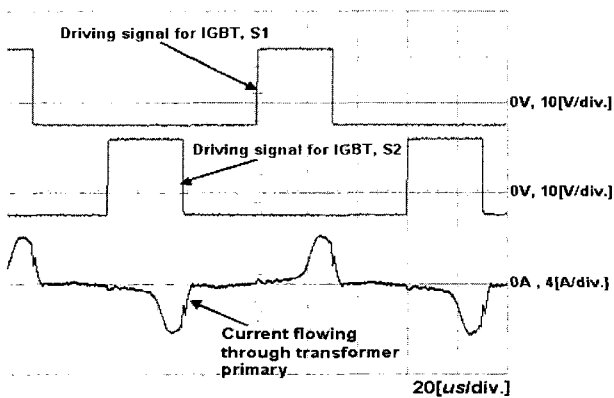 Driving signal for IGBT, S1
0V, 10[V/div.]
Driving signal for IGBT, S2
0V, 10[V/div.]
0A , 4[A/div.]
Current flowing
through transformer
primary
20[us/div.]